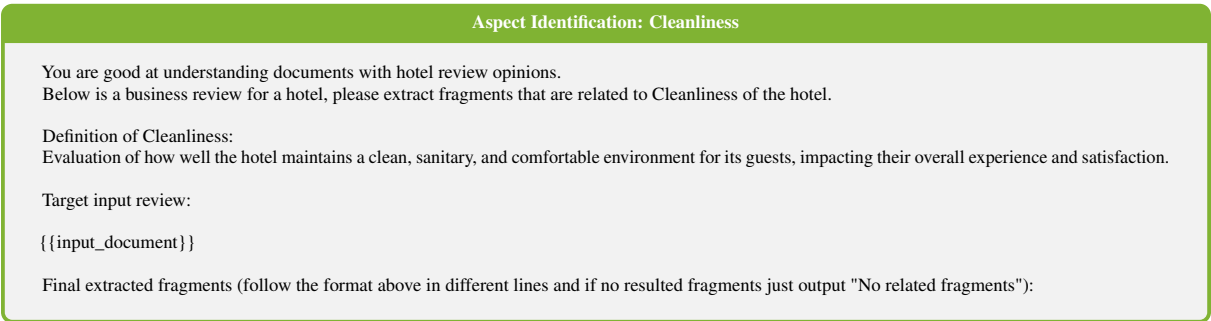 Aspect Identification: Cleanliness
You are good at understanding documents with hotel review opinions.
Below is a business review for a hotel, please extract fragments that are related to Cleanliness of the hotel.
Definition of Cleanliness:
Evaluation of how well the hotel maintains a clean, sanitary, and comfortable environment for its guests, impacting their overall experience and satisfaction.
Target input review:
{{input_document}}
Final extracted fragments (follow the format above in different lines and if no resulted fragments just output "No related fragments"):